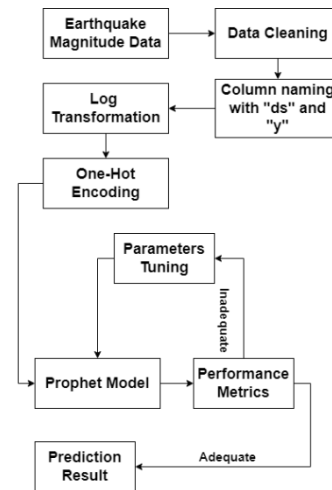 Earthquake
Magnitude Data
Data Cleaning
Column naming
with "ds" and
"y"
Log
Transformation
One-Hot
Encoding
Parameters
Tuning
Inadequate
Prophet Model
Performance
Metrics
Adequate
Prediction
Result